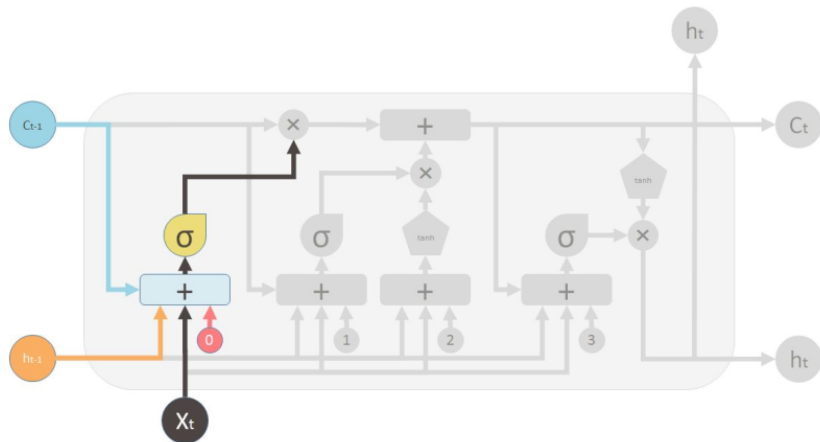 ht
Ct-1
×
+
Ct
tanh
×
σ
σ
tanh
σ
×
+
+
+
+
ht-1
0
1
2
3
ht
Xt